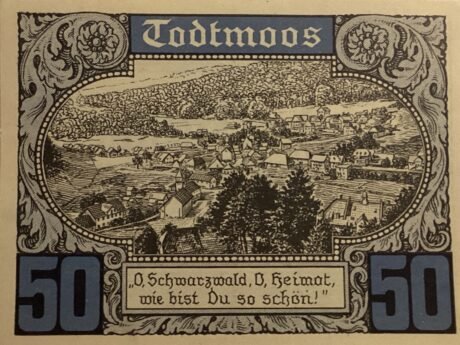 Todtmoos
„O, Schwarzwald, O, Heimat,
wie bist Du so schön!"
50
50